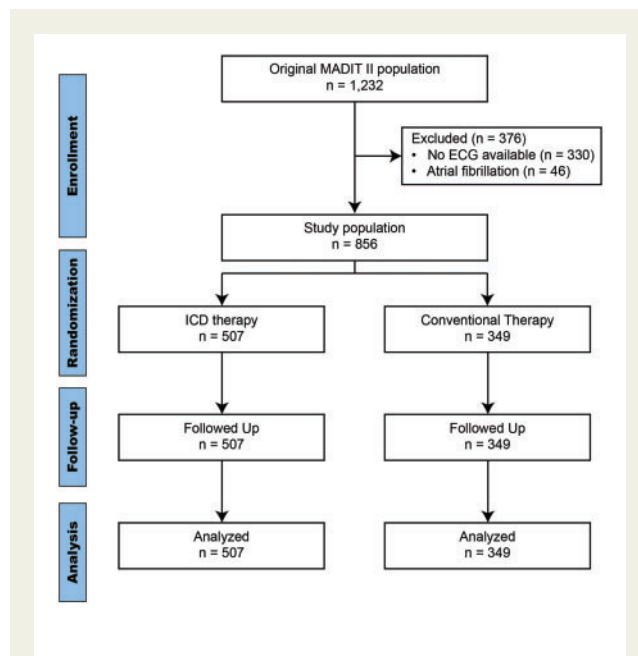 Enrollment
Original MADIT II population
n = 1,232
Excluded (n = 376)
• No ECG available (n = 330)
• Atrial fibrillation (n = 46)
Study population
n = 856
Randomization
ICD therapy
n = 507
Conventional Therapy
n = 349
Follow-up
Followed Up
n = 507
Followed Up
n = 349
Analysis
Analyzed
n = 507
Analyzed
n = 349